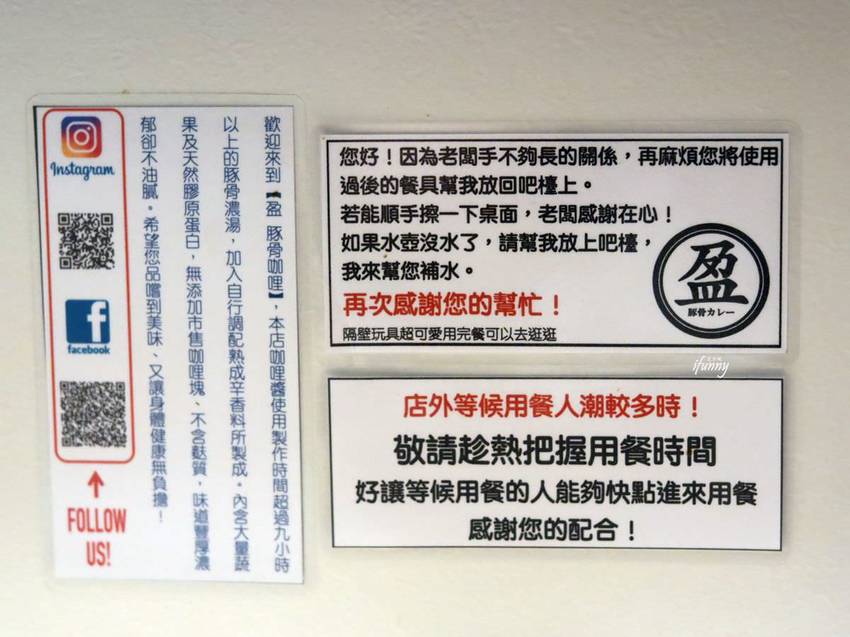 Instagram
facebook
FOLLOW
US!
歡迎來到【盈 豚骨咖哩】，本店咖哩醬使用製作時間超過九小時
以上的豚骨濃湯，加入自行調配熟成辛香料所製成。內含大量蔬
果及天然膠原蛋白，無添加市售咖哩塊、不含麩質，味道豐厚濃
郁卻不油膩。希望您品嚐到美味、又讓身體健康無負擔！
您好！因為老闆手不夠長的關係，再麻煩您將使用
過後的餐具幫我放回吧檯上。
若能順手擦一下桌面，老闆感謝在心！
如果水壺沒水了，請幫我放上吧檯，
我來幫您補水。
再次感謝您的幫忙！
隔壁玩具超可愛用完餐可以去逛逛
盈
豚骨カレー
ifunny
店外等候用餐人潮較多時！
敬請趁熱把握用餐時間
好讓等候用餐的人能夠快點進來用餐
感謝您的配合！